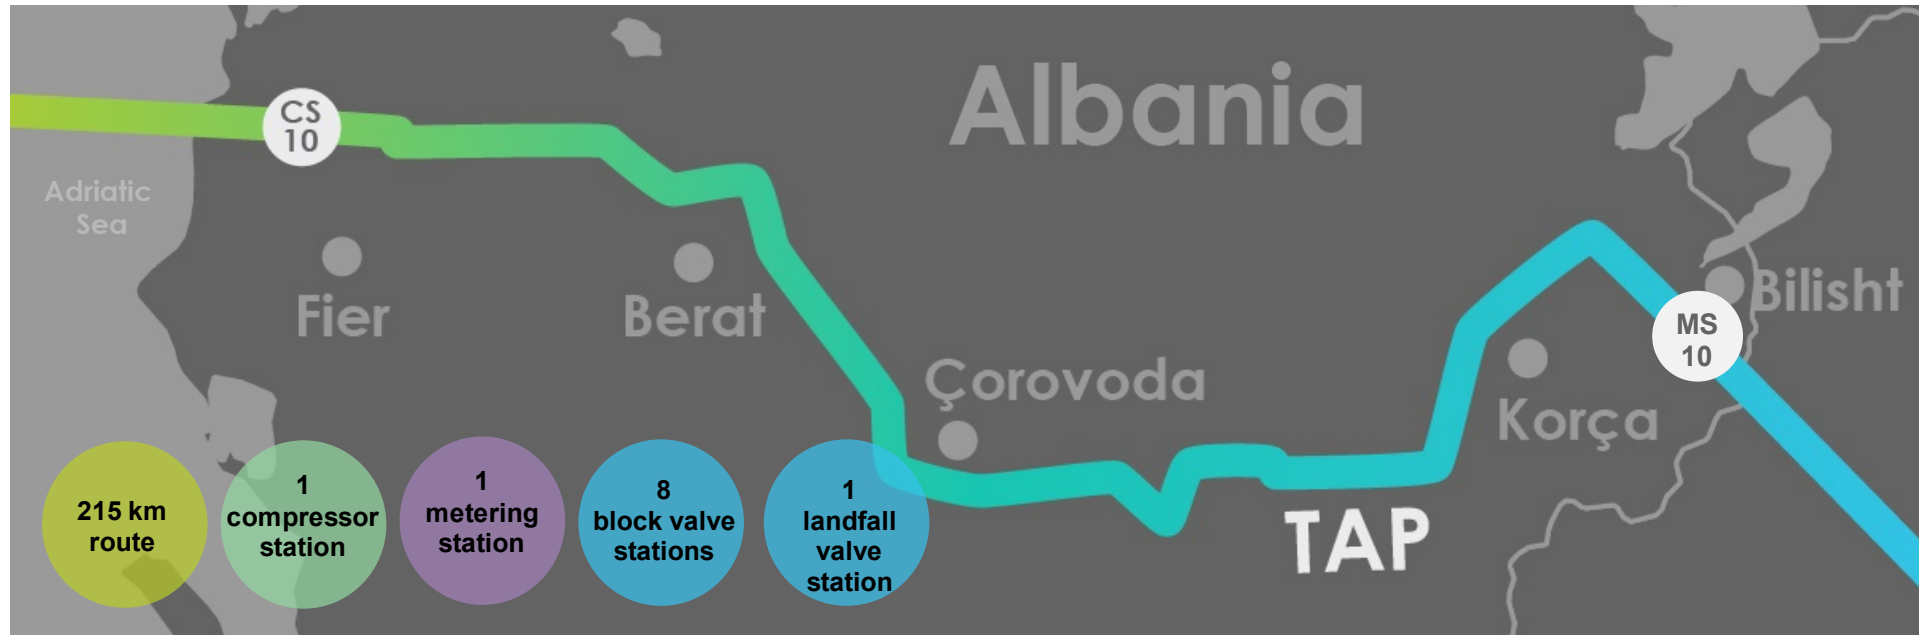 Albania
CS
10
Adriatic
Sea
Fier
Berat
Çorovoda
Korça
Bilisht
MS
10
TAP
215 km
route
1
compressor
station
1
metering
station
8
block valve
stations
1
landfall
valve
station